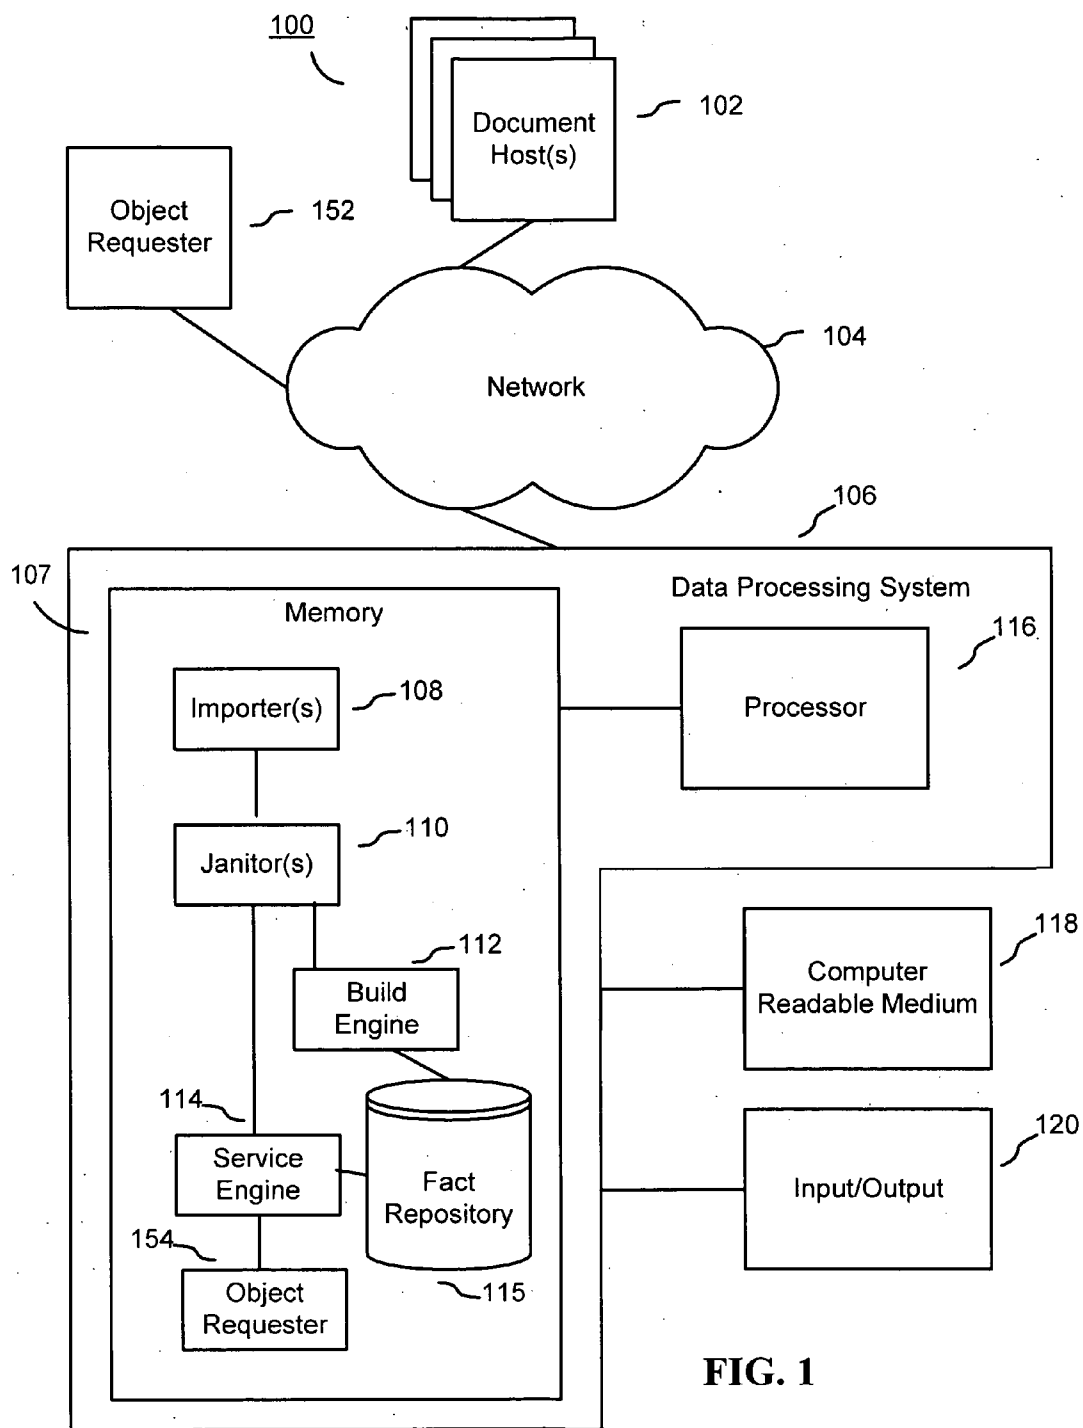 100
Document
Host(s)
102
Object
Requester
152
Network
104
106
107
Memory
Data Processing System
116
Importer(s)
108
Processor
Janitor(s)
110
112
Build
Engine
118
Computer
Readable Medium
114
Service
Engine
Fact
Repository
120
Input/Output
154
115
Object
Requester
FIG. 1